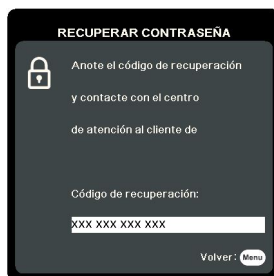 RECUPERAR CONTRASEÑA
Anote el código de recuperación
y contacte con el centro
de atención al cliente de
Código de recuperación:
XXX XXX XXX XXX
Volver: Menu